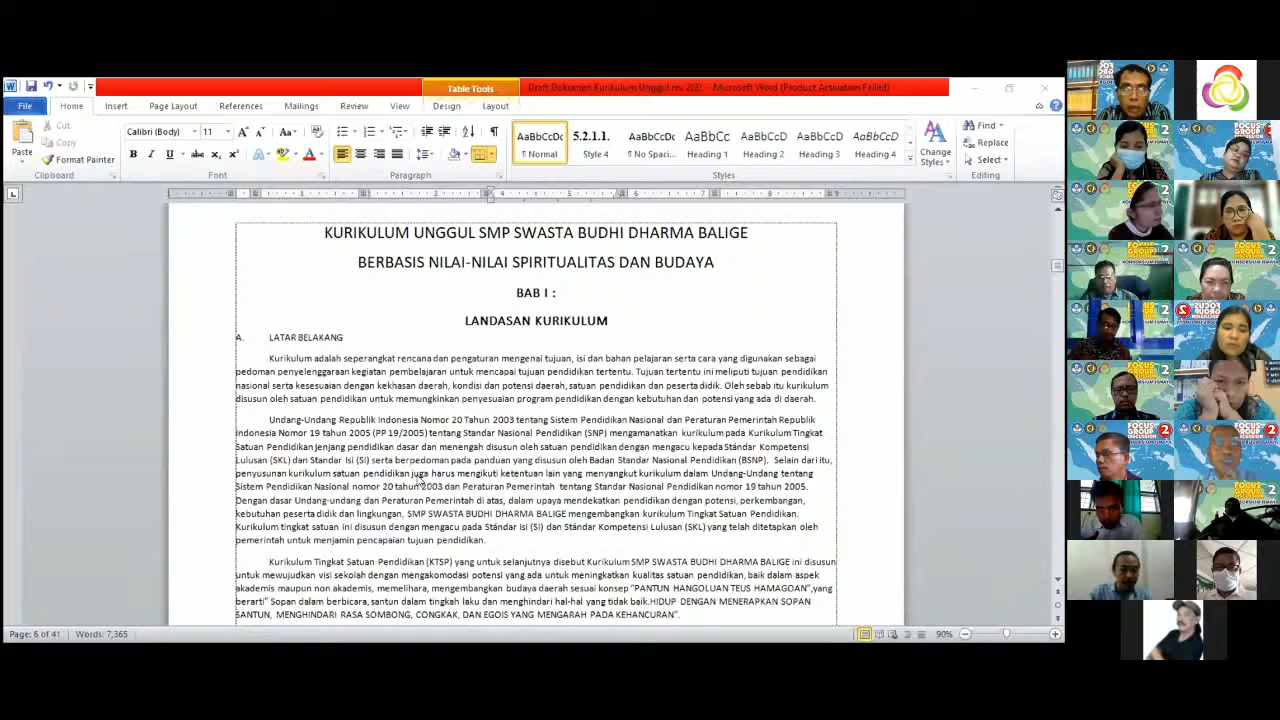 Table Tools
Draft Dokumen Kurikulum Unggul rev 2(3) - Microsoft Word (Product Activation Failed)
File Home Insert Page Layout References Mailings Review View Design Layout
Paste
Cut
Copy
Format Painter
Clipboard
Calibri (Body) 11
Font
Paragraph
AaBbCcDc 5.2.1.1. AaBbCcDc AaBbCcD AaBbCcD AaBbCcD AaBbCcD
¶ Normal Style 4 ¶ No Spaci... Heading 1 Heading 2 Heading 3 Heading 4
Styles
Change
Styles
Find
Replace
Select
Editing
KURIKULUM UNGGUL SMP SWASTA BUDHI DHARMA BALIGE
BERBASIS NILAI-NILAI SPIRITUALITAS DAN BUDAYA
BAB I :
LANDASAN KURIKULUM
A. LATAR BELAKANG
Kurikulum adalah seperangkat rencana dan pengaturan mengenai tujuan, isi dan bahan pelajaran serta cara yang digunakan sebagai
pedoman penyelenggaraan kegiatan pembelajaran untuk mencapai tujuan pendidikan tertentu. Tujuan tertentu ini meliputi tujuan pendidikan
nasional serta kesesuaian dengan kekhasan daerah, kondisi dan potensi daerah, satuan pendidikan dan peserta didik. Oleh sebab itu kurikulum
disusun oleh satuan pendidikan untuk memungkinkan penyesuaian program pendidikan dengan kebutuhan dan potensi yang ada di daerah.
Undang-Undang Republik Indonesia Nomor 20 Tahun 2003 tentang Sistem Pendidikan Nasional dan Peraturan Pemerintah Republik
Indonesia Nomor 19 tahun 2005 (PP 19/2005) tentang Standar Nasional Pendidikan (SNP) mengamanatkan kurikulum pada Kurikulum Tingkat
Satuan Pendidikan jenjang pendidikan dasar dan menengah disusun oleh satuan pendidikan dengan mengacu kepada Stándar Kompetensi
Lulusan (SKL) dan Standar Isi (SI) serta berpedoman pada panduan yang disusun oleh Badan Standar Nasional Pendidikan (BSNP). Selain dari itu,
penyusunan kurikulum satuan pendidikan juga harus mengikuti ketentuan lain yang menyangkut kurikulum dalam Undang-Undang tentang
Sistem Pendidikan Nasional nomor 20 tahun 2003 dan Peraturan Pemerintah tentang Standar Nasional Pendidikan nomor 19 tahun 2005.
Dengan dasar Undang-undang dan Peraturan Pemerintah di atas, dalam upaya mendekatkan pendidikan dengan potensi, perkembangan,
kebutuhan peserta didik dan lingkungan, SMP SWASTA BUDHI DHARMA BALIGE mengembangkan kurikulum Tingkat Satuan Pendidikan.
Kurikulum tingkat satuan ini disusun dengan mengacu pada Stándar Isi (SI) dan Stándar Kompetensi Lulusan (SKL) yang telah ditetapkan oleh
pemerintah untuk menjamin pencapaian tujuan pendidikan.
Kurikulum Tingkat Satuan Pendidikan (KTSP) yang untuk selanjutnya disebut Kurikulum SMP SWASTA BUDHI DHARMA BALIGE ini disusun
untuk mewujudkan visi sekolah dengan mengakomodasi potensi yang ada untuk meningkatkan kualitas satuan pendidikan, baik dalam aspek
akademis maupun non akademis, memelihara, mengembangkan budaya daerah sesuai konsep "PANTUN HANGOLUAN TEUS HAMAGOAN",yang
berarti" Sopan dalam berbicara, santun dalam tingkah laku dan menghindari hal-hal yang tidak baik.HIDUP DENGAN MENERAPKAN SOPAN
SANTUN, MENGHINDARI RASA SOMBONG, CONGKAK, DAN EGOIS YANG MENGARAH PADA KEHANCURAN".
Page: 6 of 41 Words: 7,365
90%
FOCUS
GROUP
DISCUSSION
2